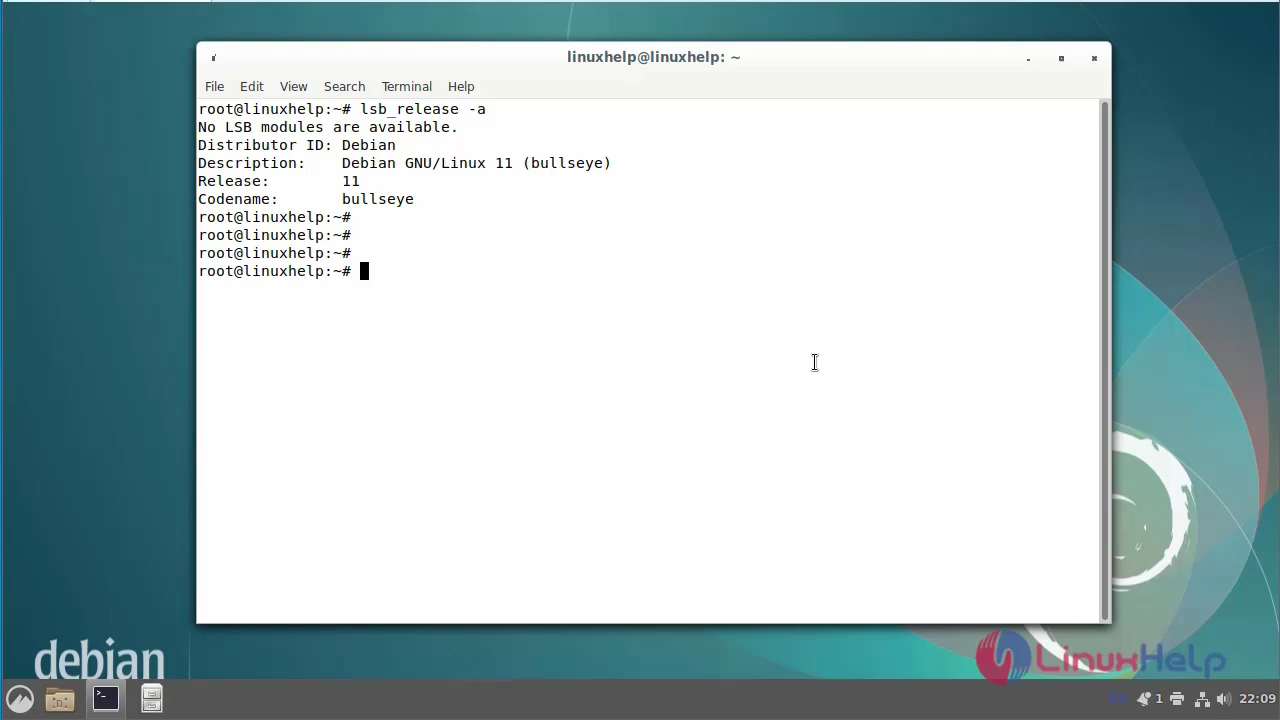 linuxhelp@linuxhelp: ~
File Edit View Search Terminal Help
root@linuxhelp:~# lsb_release -a
No LSB modules are available.
Distributor ID: Debian
Description:    Debian GNU/Linux 11 (bullseye)
Release:        11
Codename:       bullseye
root@linuxhelp:~#
root@linuxhelp:~#
root@linuxhelp:~#
root@linuxhelp:~#
debian
LinuxHelp
EN 1 22:09